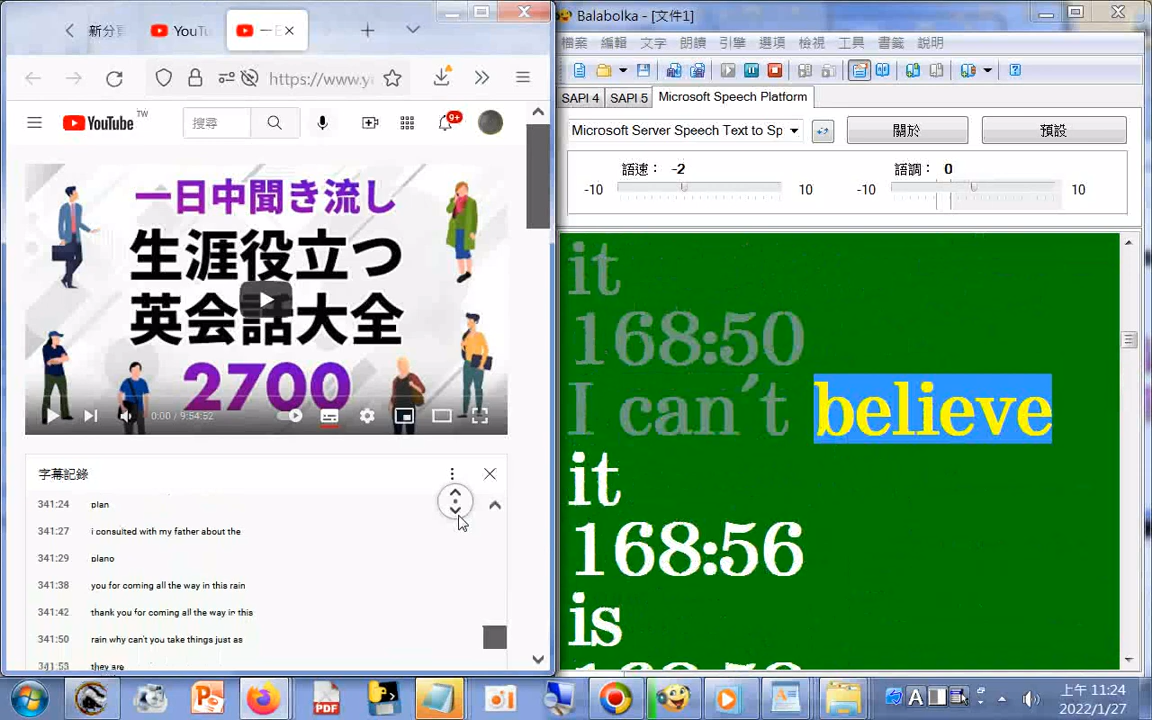 新分
YouTu
一日
https://www.y
YouTube
TW
搜尋
9+
一日中聞き流し
生涯役立つ
英会話大全
2700
0:00 / 9:54:52
字幕記錄
341:24 plan
341:27 i consuited with my father about the
341:29 plano
341:38 you for coming all the way in this rain
341:42 thank you for coming all the way in this
341:50 rain why can't you take things just as
341:53 they are
Balabolka - [文件1]
檔案 編輯 文字 朗讀 引擎 選項 檢視 工具 書籤 說明
SAPI 4 SAPI 5 Microsoft Speech Platform
Microsoft Server Speech Text to Sp
關於 預設
語速： -2 語調： 0
-10 10 -10 10
it
168:50
I can't believe
it
168:56
is
PDF
A
上午 11:24
2022/1/27